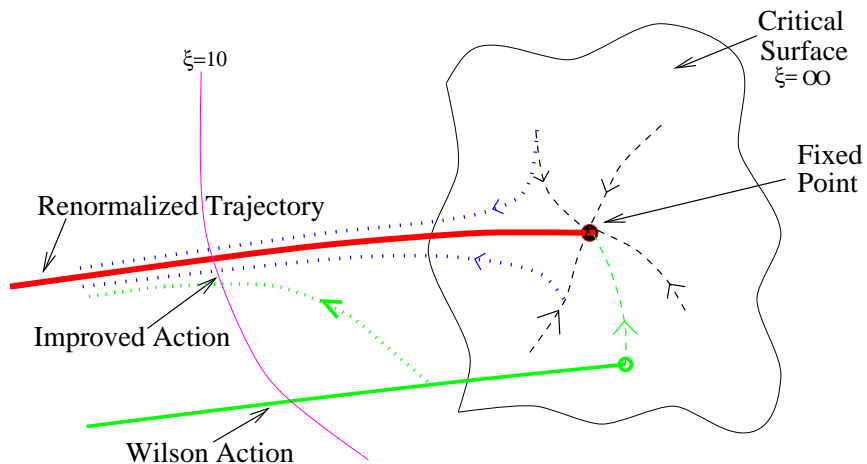 Critical
Surface
ξ= ∞
ξ=10
Fixed
Point
Renormalized Trajectory
Improved Action
Wilson Action